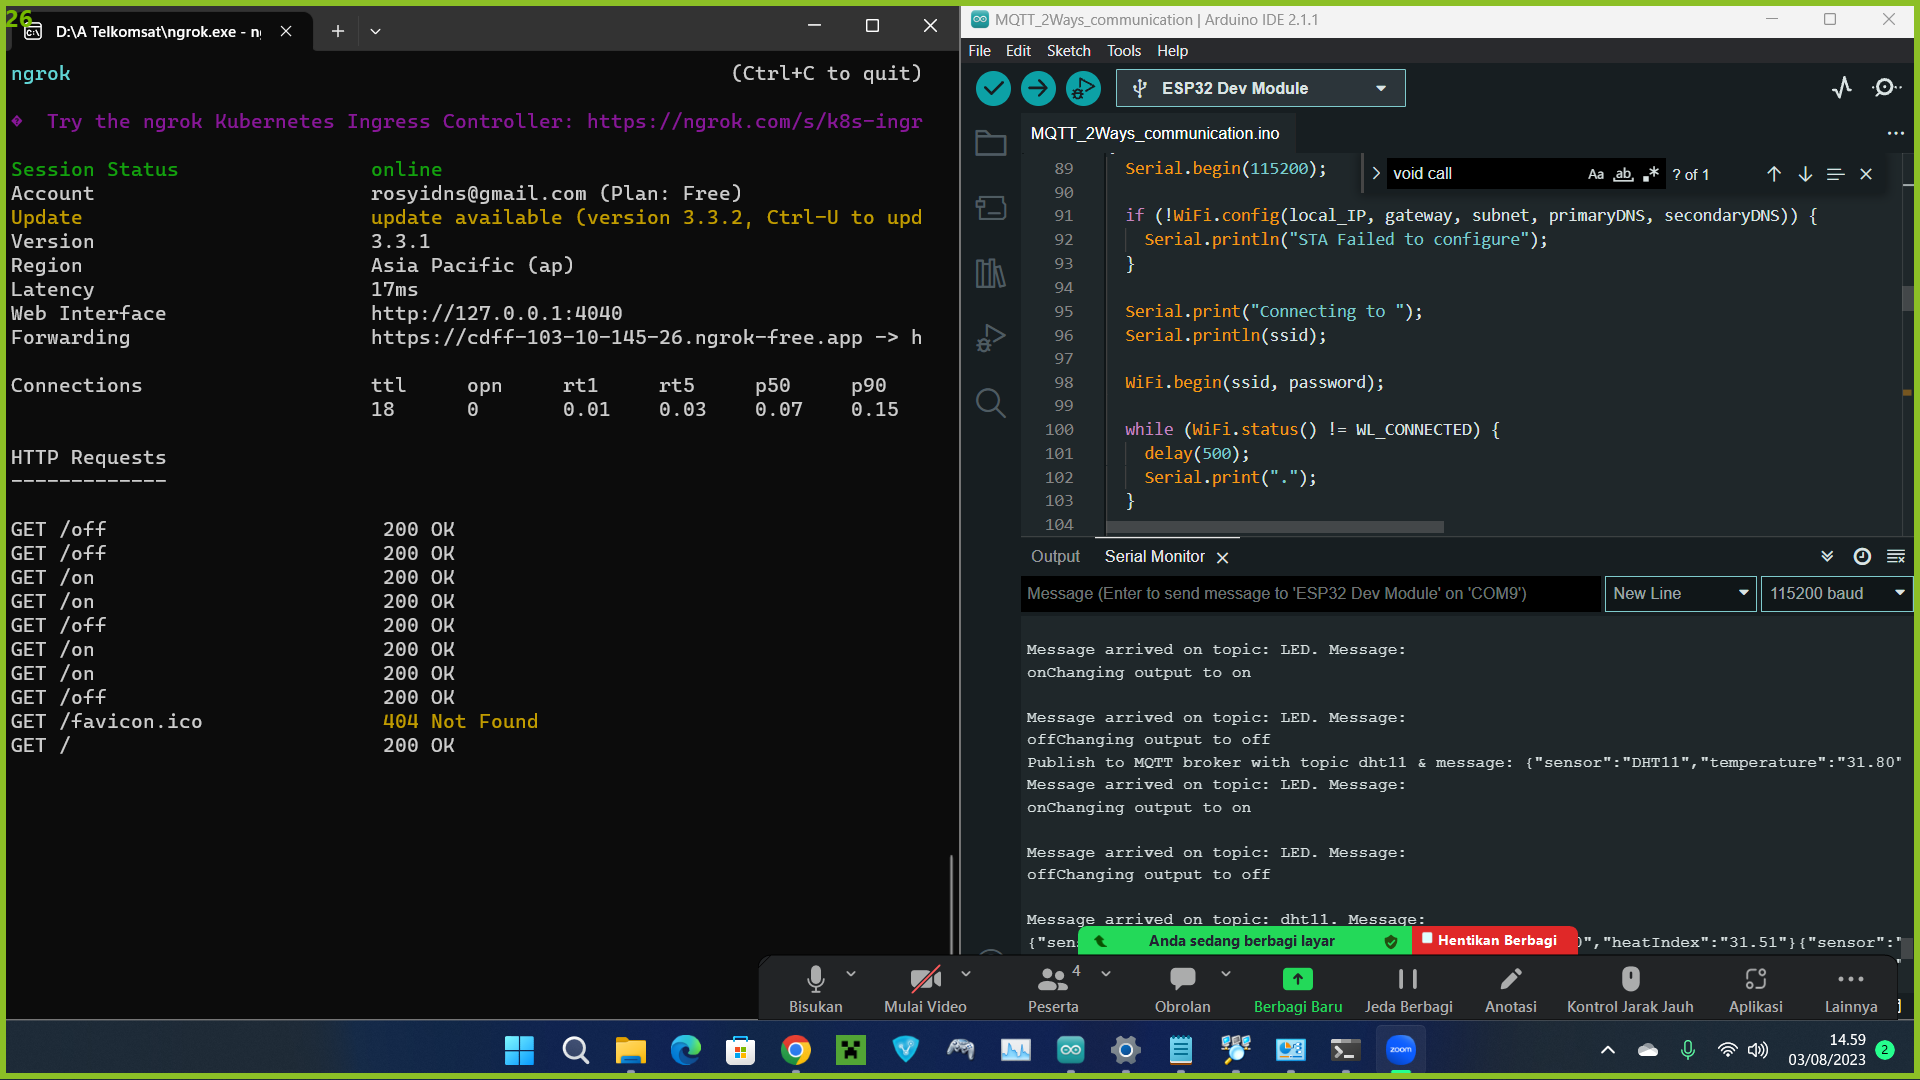 26
D:\A Telkomsat\ngrok.exe - n
ngrok (Ctrl+C to quit)
Try the ngrok Kubernetes Ingress Controller: https://ngrok.com/s/k8s-ingr
Session Status online
Account rosyidns@gmail.com (Plan: Free)
Update update available (version 3.3.2, Ctrl-U to upd
Version 3.3.1
Region Asia Pacific (ap)
Latency 17ms
Web Interface http://127.0.0.1:4040
Forwarding https://cdff-103-10-145-26.ngrok-free.app -> h
Connections ttl opn rt1 rt5 p50 p90
18 0 0.01 0.03 0.07 0.15
HTTP Requests
-------------
GET /off 200 OK
GET /off 200 OK
GET /on 200 OK
GET /on 200 OK
GET /off 200 OK
GET /on 200 OK
GET /on 200 OK
GET /off 200 OK
GET /favicon.ico 404 Not Found
GET / 200 OK
MQTT_2Ways_communication | Arduino IDE 2.1.1
File Edit Sketch Tools Help
ESP32 Dev Module
MQTT_2Ways_communication.ino
void call Aa ab ? of 1
89 Serial.begin(115200);
90
91 if (!WiFi.config(local_IP, gateway, subnet, primaryDNS, secondaryDNS)) {
92 Serial.println("STA Failed to configure");
93 }
94
95 Serial.print("Connecting to ");
96 Serial.println(ssid);
97
98 WiFi.begin(ssid, password);
99
100 while (WiFi.status() != WL_CONNECTED) {
101 delay(500);
102 Serial.print(".");
103 }
104
Output Serial Monitor
Message (Enter to send message to 'ESP32 Dev Module' on 'COM9') New Line 115200 baud
Message arrived on topic: LED. Message:
onChanging output to on
Message arrived on topic: LED. Message:
offChanging output to off
Publish to MQTT broker with topic dht11 & message: {"sensor":"DHT11","temperature":"31.80"
Message arrived on topic: LED. Message:
onChanging output to on
Message arrived on topic: LED. Message:
offChanging output to off
Message arrived on topic: dht11. Message:
{"sen 0","heatIndex":"31.51"}{"sensor":"
Anda sedang berbagi layar Hentikan Berbagi
4
Bisukan Mulai Video Peserta Obrolan Berbagi Baru Jeda Berbagi Anotasi Kontrol Jarak Jauh Aplikasi Lainnya
zoom
14.59
03/08/2023
2